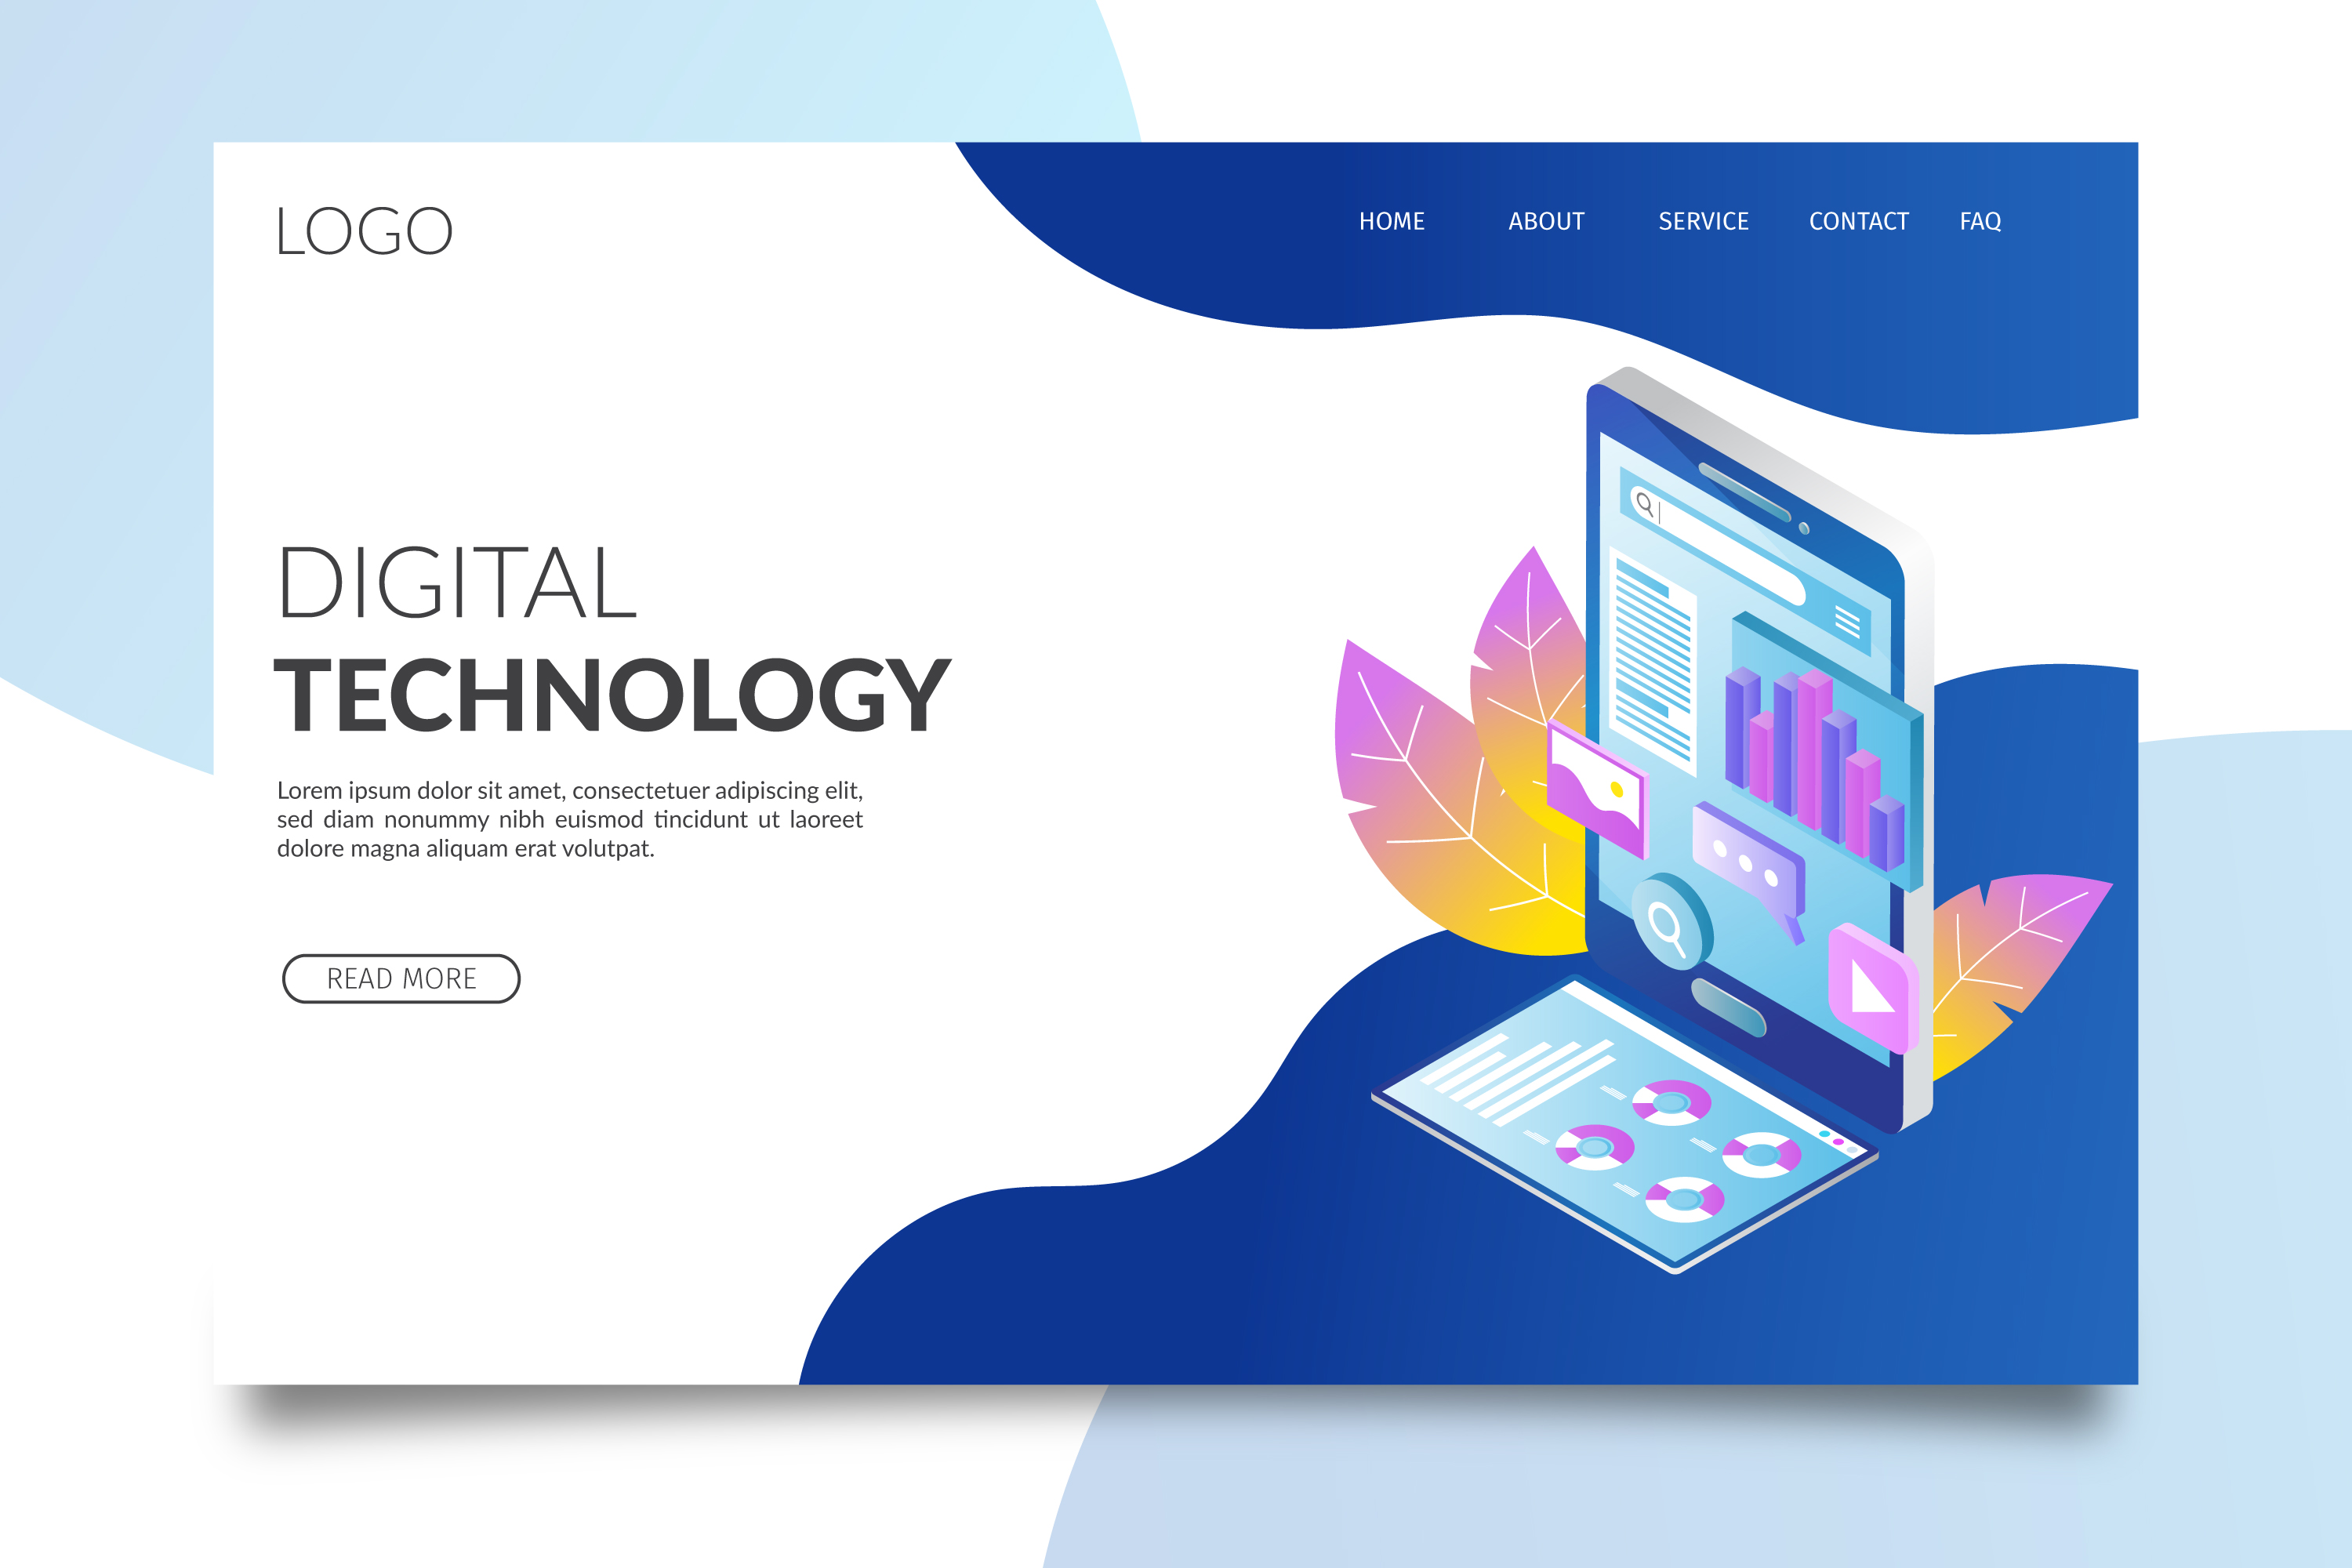 LOGO
HOME ABOUT SERVICE CONTACT FAQ
DIGITAL
TECHNOLOGY
Lorem ipsum dolor sit amet, consectetuer adipiscing elit,
sed diam nonummy nibh euismod tincidunt ut laoreet
dolore magna aliquam erat volutpat.
READ MORE